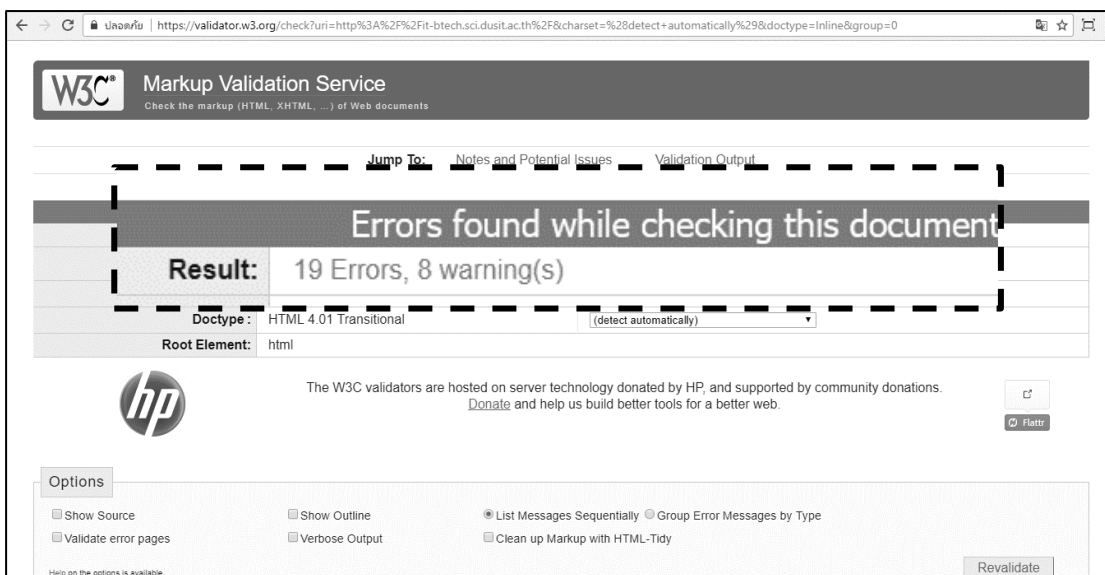 ปลอดภัย | https://validator.w3.org/check?uri=http%3A%2F%2Fit-btech.sci.dusit.ac.th%2F&charset=%28detect+automatically%29&doctype=Inline&group=0
W3C® Markup Validation Service
Check the markup (HTML, XHTML, ...) of Web documents
Jump To: Notes and Potential Issues Validation Output
Errors found while checking this document
Result: 19 Errors, 8 warning(s)
Doctype : HTML 4.01 Transitional (detect automatically)
Root Element: html
hp
The W3C validators are hosted on server technology donated by HP, and supported by community donations.
Donate and help us build better tools for a better web.
Flattr
Options
Show Source Show Outline List Messages Sequentially Group Error Messages by Type
Validate error pages Verbose Output Clean up Markup with HTML-Tidy
Help on the options is available.
Revalidate